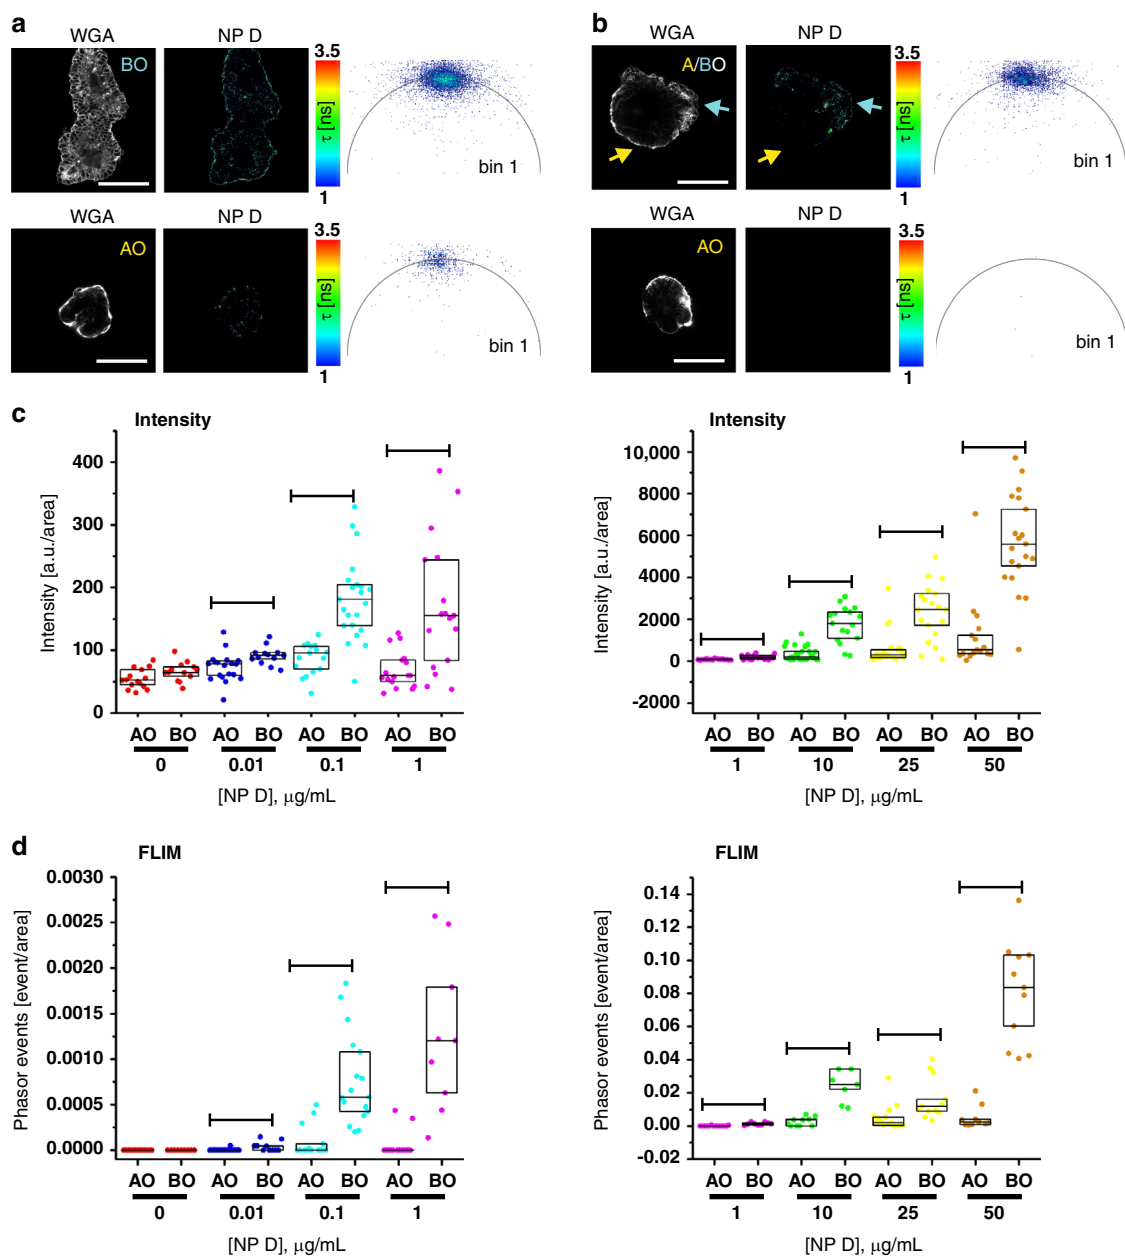 a
WGA
NP D
BO
3.5
τ [ns]
1
bin 1
WGA
NP D
AO
3.5
τ [ns]
1
bin 1
b
WGA
NP D
A/BO
3.5
τ [ns]
1
bin 1
WGA
NP D
AO
3.5
τ [ns]
1
bin 1
c
Intensity
Intensity [a.u./area]
400
300
200
100
0
AO BO AO BO AO BO AO BO
0 0.01 0.1 1
[NP D], μg/mL
Intensity
Intensity [a.u./area]
10,000
8000
6000
4000
2000
0
-2000
AO BO AO BO AO BO AO BO
1 10 25 50
[NP D], μg/mL
d
FLIM
Phasor events [event/area]
0.0030
0.0025
0.0020
0.0015
0.0010
0.0005
0.0000
AO BO AO BO AO BO AO BO
0 0.01 0.1 1
[NP D], μg/mL
FLIM
Phasor events [event/area]
0.14
0.12
0.10
0.08
0.06
0.04
0.02
0.00
-0.02
AO BO AO BO AO BO AO BO
1 10 25 50
[NP D], μg/mL